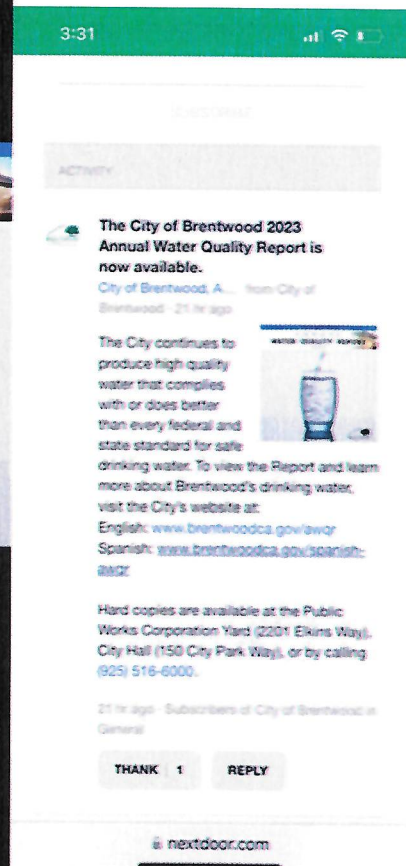 3:31
ACTIVITY
The City of Brentwood 2023
Annual Water Quality Report is
now available.
City of Brentwood, A... from City of
Brentwood · 21 hr ago
The City continues to
produce high quality
water that complies
with or does better
than every federal and
state standard for safe
drinking water. To view the Report and learn
more about Brentwood's drinking water,
visit the City's website at:
English: www.brentwoodca.gov/awqr
Spanish: www.brentwoodca.gov/spanish-
awqr
WATER QUALITY REPORT
Hard copies are available at the Public
Works Corporation Yard (2201 Elkins Way),
City Hall (150 City Park Way), or by calling
(925) 516-6000.
21 hr ago · Subscribers of City of Brentwood in
General
THANK 1 REPLY
nextdoor.com